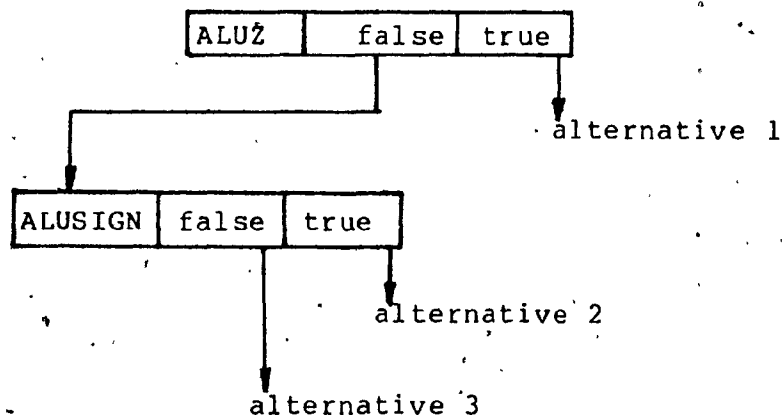 ALUZ false true
alternative 1
ALUSIGN false true
alternative 2
alternative 3